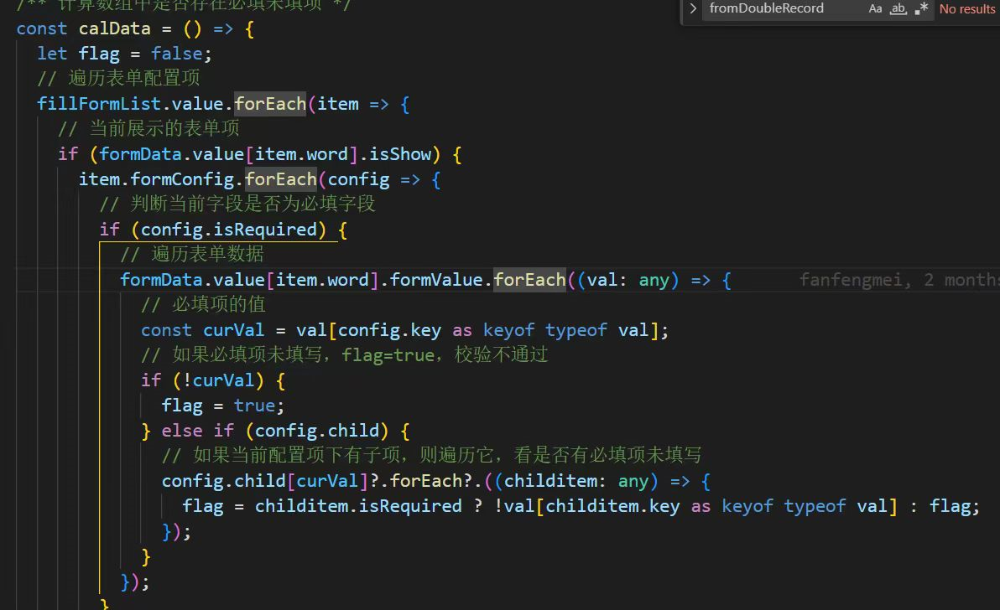 /** 计算数组中是否存在必填未填项 */
fromDoubleRecord Aa ab .* No results
const calData = () => {
let flag = false;
// 遍历表单配置项
fillFormList.value.forEach(item => {
// 当前展示的表单项
if (formData.value[item.word].isShow) {
item.formConfig.forEach(config => {
// 判断当前字段是否为必填字段
if (config.isRequired) {
// 遍历表单数据
formData.value[item.word].formValue.forEach((val: any) => { fanfengmei, 2 months
// 必填项的值
const curVal = val[config.key as keyof typeof val];
// 如果必填项未填写，flag=true，校验不通过
if (!curVal) {
flag = true;
} else if (config.child) {
// 如果当前配置项下有子项，则遍历它，看是否有必填项未填写
config.child[curVal]?.forEach?.((childitem: any) => {
flag = childitem.isRequired ? !val[childitem.key as keyof typeof val] : flag;
});
}
});
}